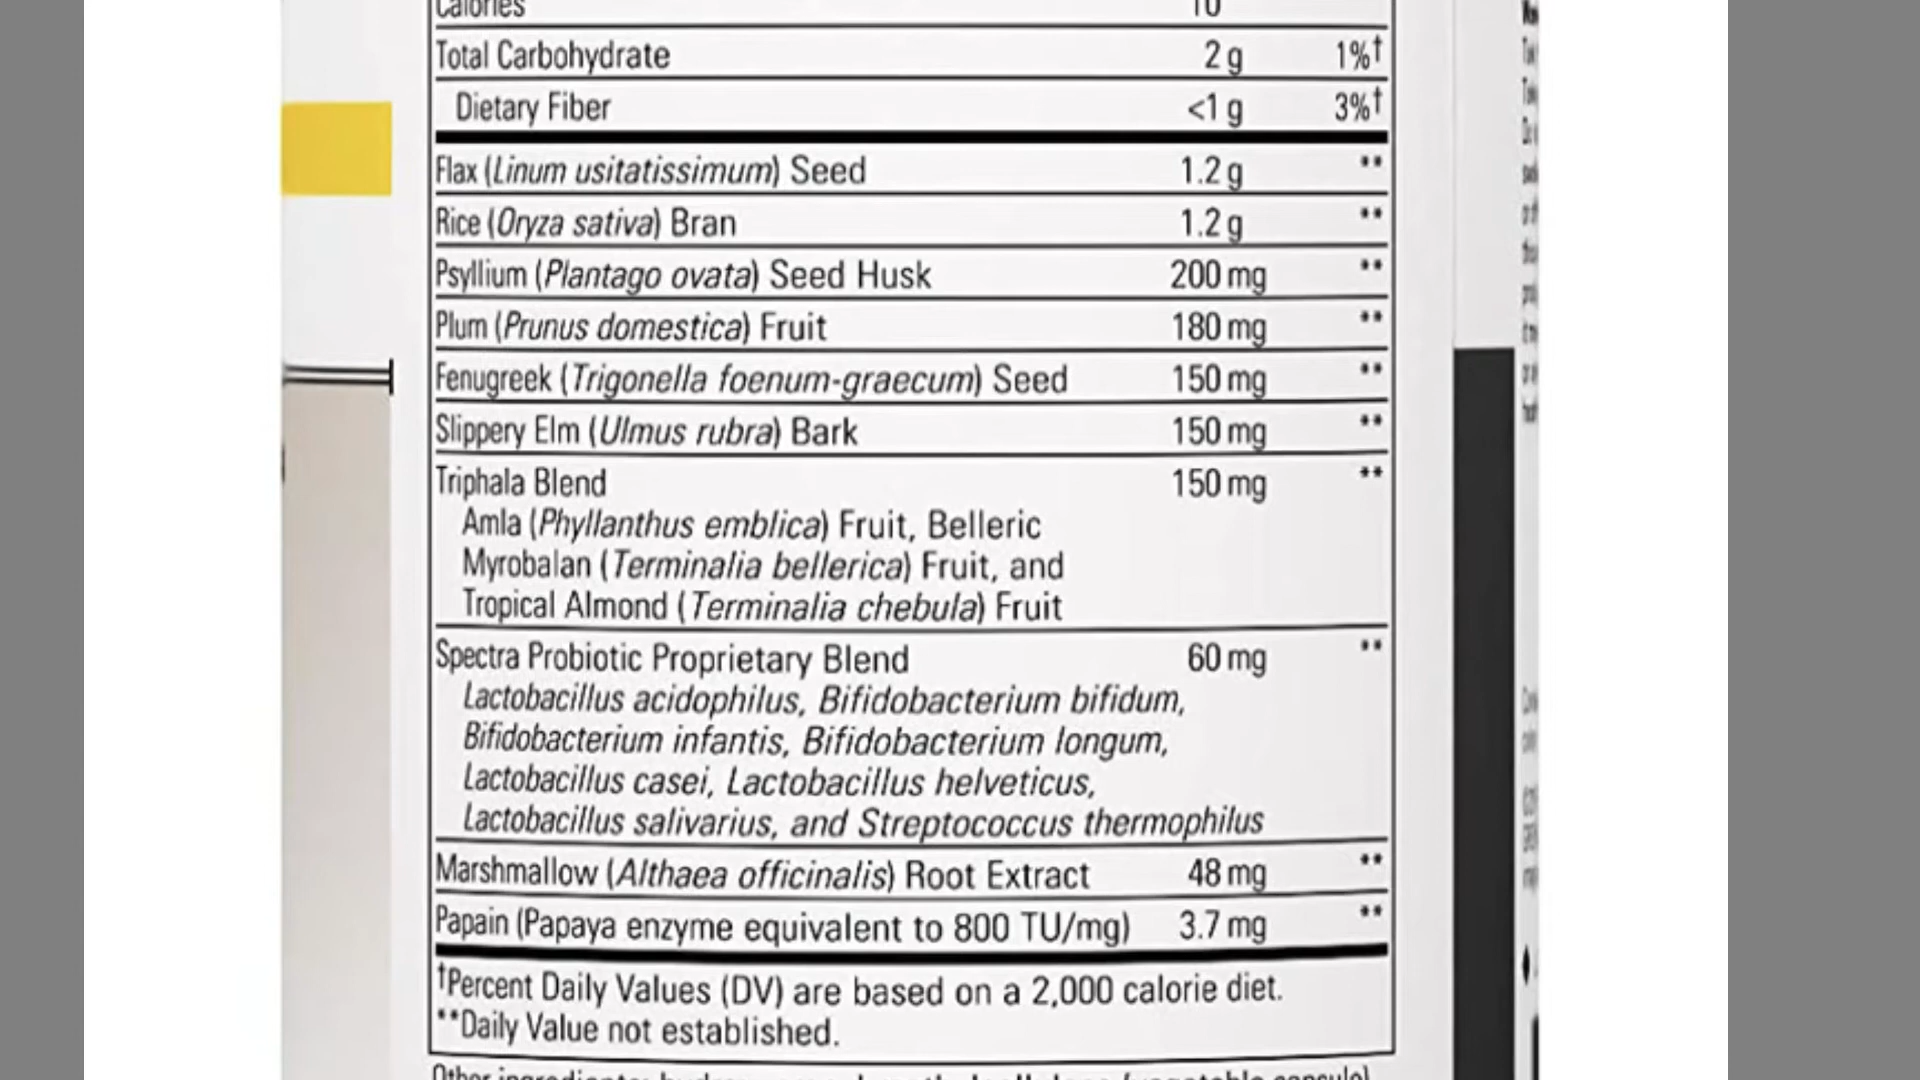 Calories 10
Total Carbohydrate 2 g 1%†
Dietary Fiber <1 g 3%†
Flax (Linum usitatissimum) Seed 1.2 g **
Rice (Oryza sativa) Bran 1.2 g **
Psyllium (Plantago ovata) Seed Husk 200 mg **
Plum (Prunus domestica) Fruit 180 mg **
Fenugreek (Trigonella foenum-graecum) Seed 150 mg **
Slippery Elm (Ulmus rubra) Bark 150 mg **
Triphala Blend 150 mg **
Amla (Phyllanthus emblica) Fruit, Belleric
Myrobalan (Terminalia bellerica) Fruit, and
Tropical Almond (Terminalia chebula) Fruit
Spectra Probiotic Proprietary Blend 60 mg **
Lactobacillus acidophilus, Bifidobacterium bifidum,
Bifidobacterium infantis, Bifidobacterium longum,
Lactobacillus casei, Lactobacillus helveticus,
Lactobacillus salivarius, and Streptococcus thermophilus
Marshmallow (Althaea officinalis) Root Extract 48 mg **
Papain (Papaya enzyme equivalent to 800 TU/mg) 3.7 mg **
†Percent Daily Values (DV) are based on a 2,000 calorie diet.
**Daily Value not established.
Other ingredients: (vegetable capsule)